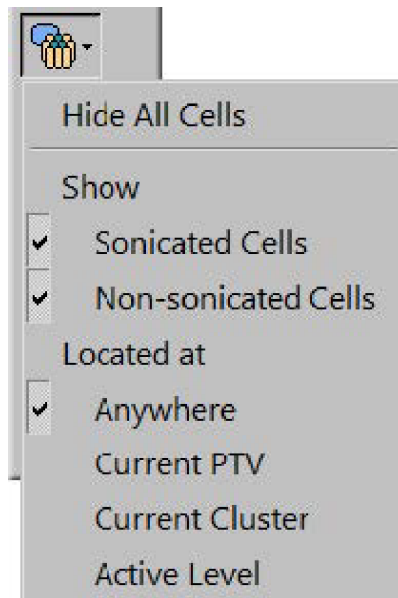 Hide All Cells
Show
Sonicated Cells
Non-sonicated Cells
Located at
Anywhere
Current PTV
Current Cluster
Active Level